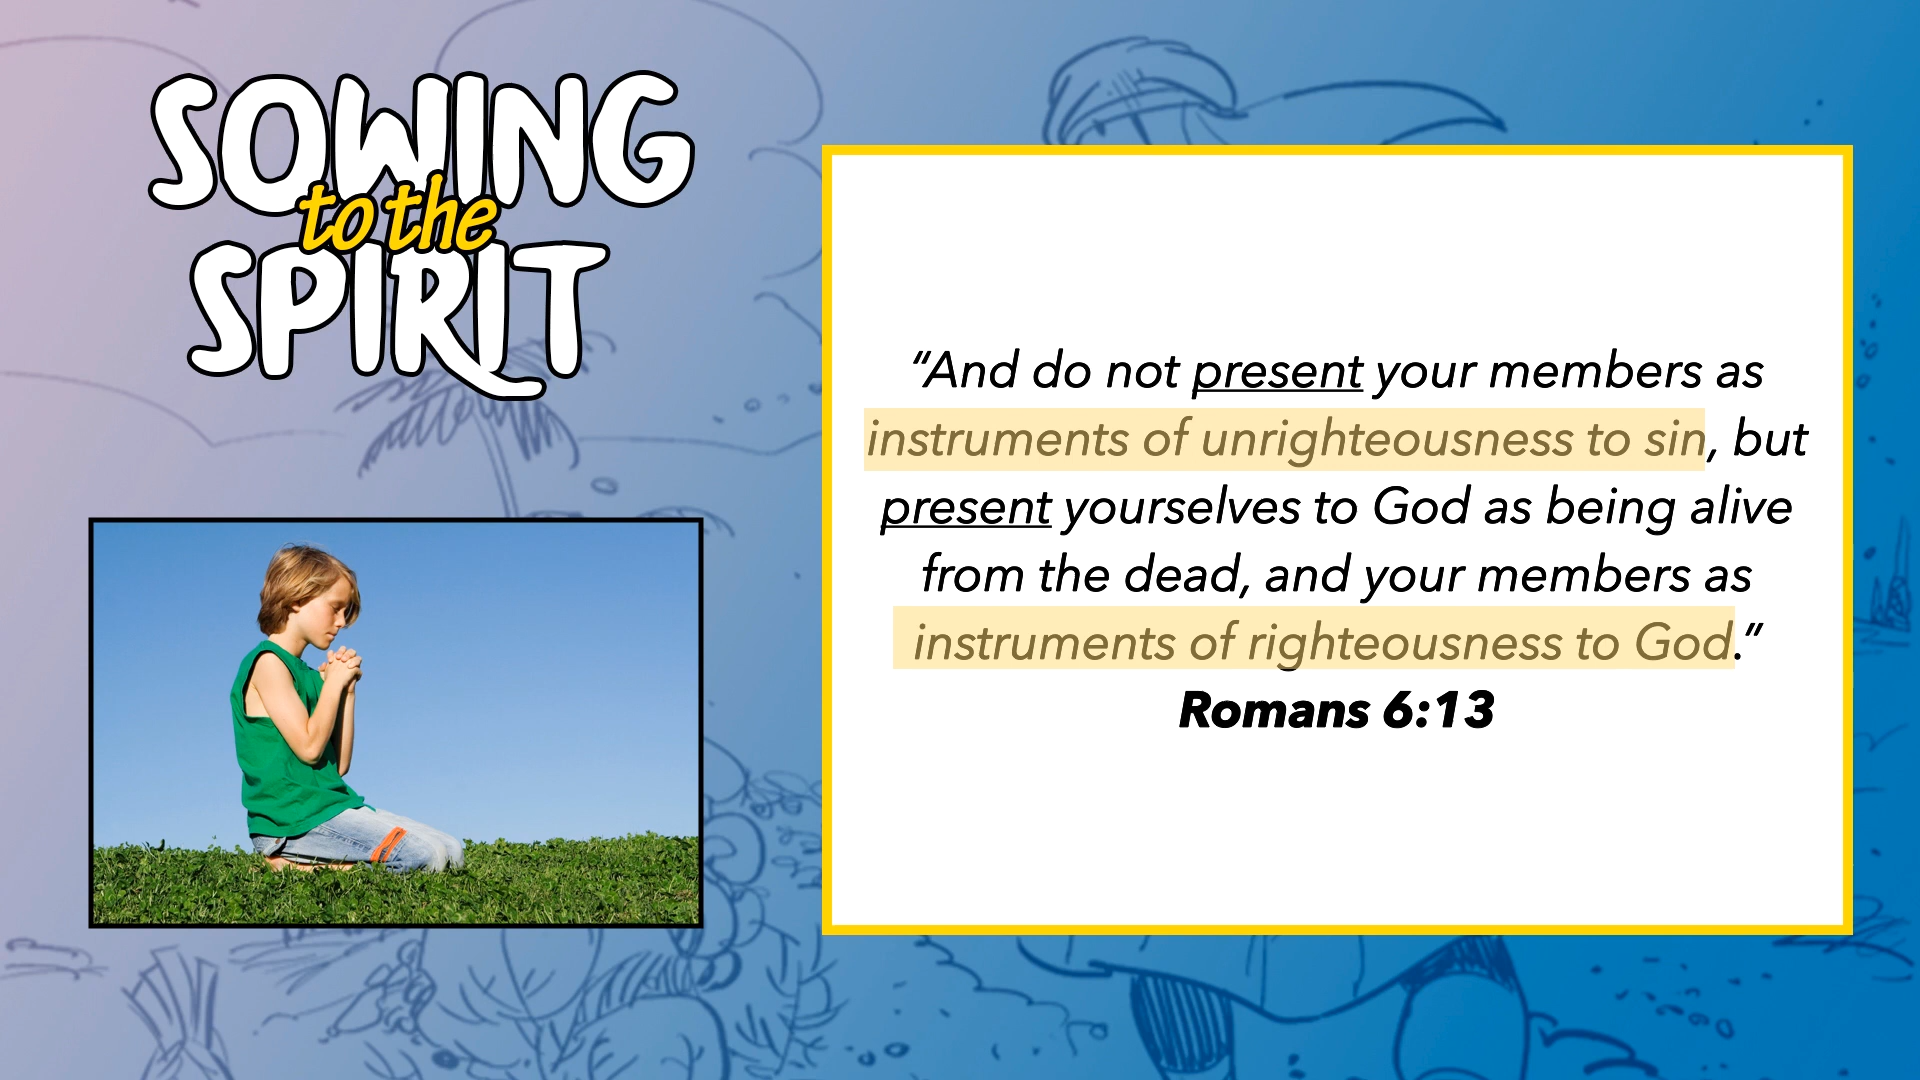 SOWING
to the
SPIRIT
“And do not present your members as
instruments of unrighteousness to sin, but
present yourselves to God as being alive
from the dead, and your members as
instruments of righteousness to God.”
Romans 6:13